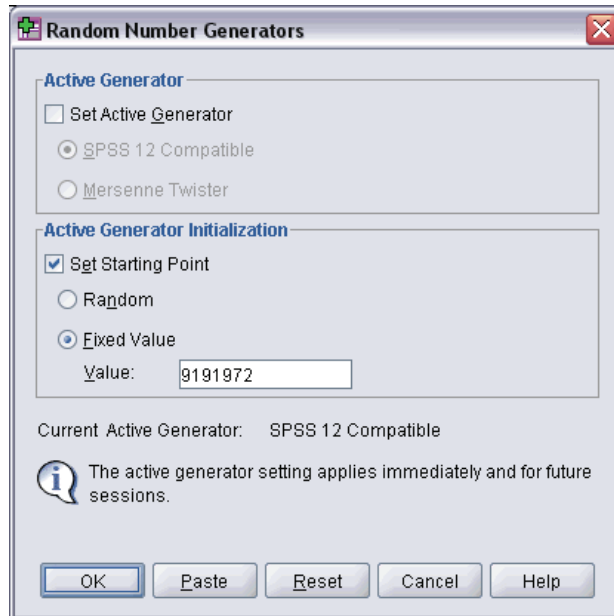 Random Number Generators
Active Generator
Set Active Generator
SPSS 12 Compatible
Mersenne Twister
Active Generator Initialization
Set Starting Point
Random
Fixed Value
Value: 9191972
Current Active Generator: SPSS 12 Compatible
The active generator setting applies immediately and for future
sessions.
OK Paste Reset Cancel Help